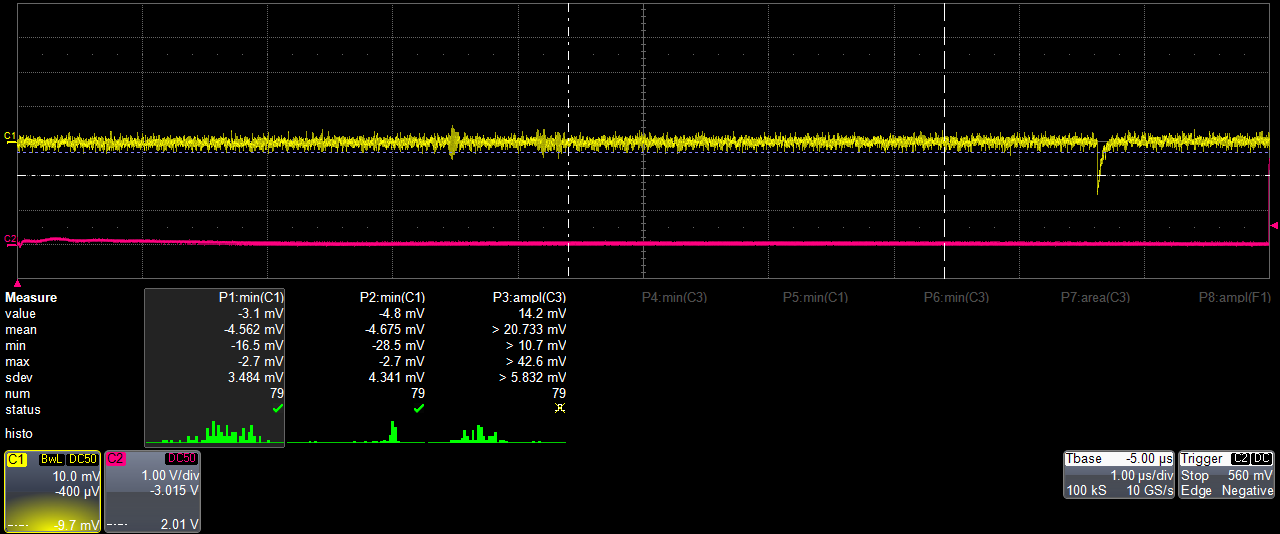 C1
C2
Measure P1:min(C1) P2:min(C1) P3:ampl(C3) P4:min(C3) P5:min(C1) P6:min(C3) P7:area(C3) P8:ampl(F1)
value -3.1 mV -4.8 mV 14.2 mV
mean -4.562 mV -4.675 mV > 20.733 mV
min -16.5 mV -28.5 mV > 10.7 mV
max -2.7 mV -2.7 mV > 42.6 mV
sdev 3.484 mV 4.341 mV > 5.832 mV
num 79 79 79
status
histo
C1 BwL DC50
10.0 mV
-400 µV
-9.7 mV
C2 DC50
1.00 V/div
-3.015 V
2.01 V
Tbase -5.00 µs
1.00 µs/div
100 kS 10 GS/s
Trigger C2 DC
Stop 560 mV
Edge Negative